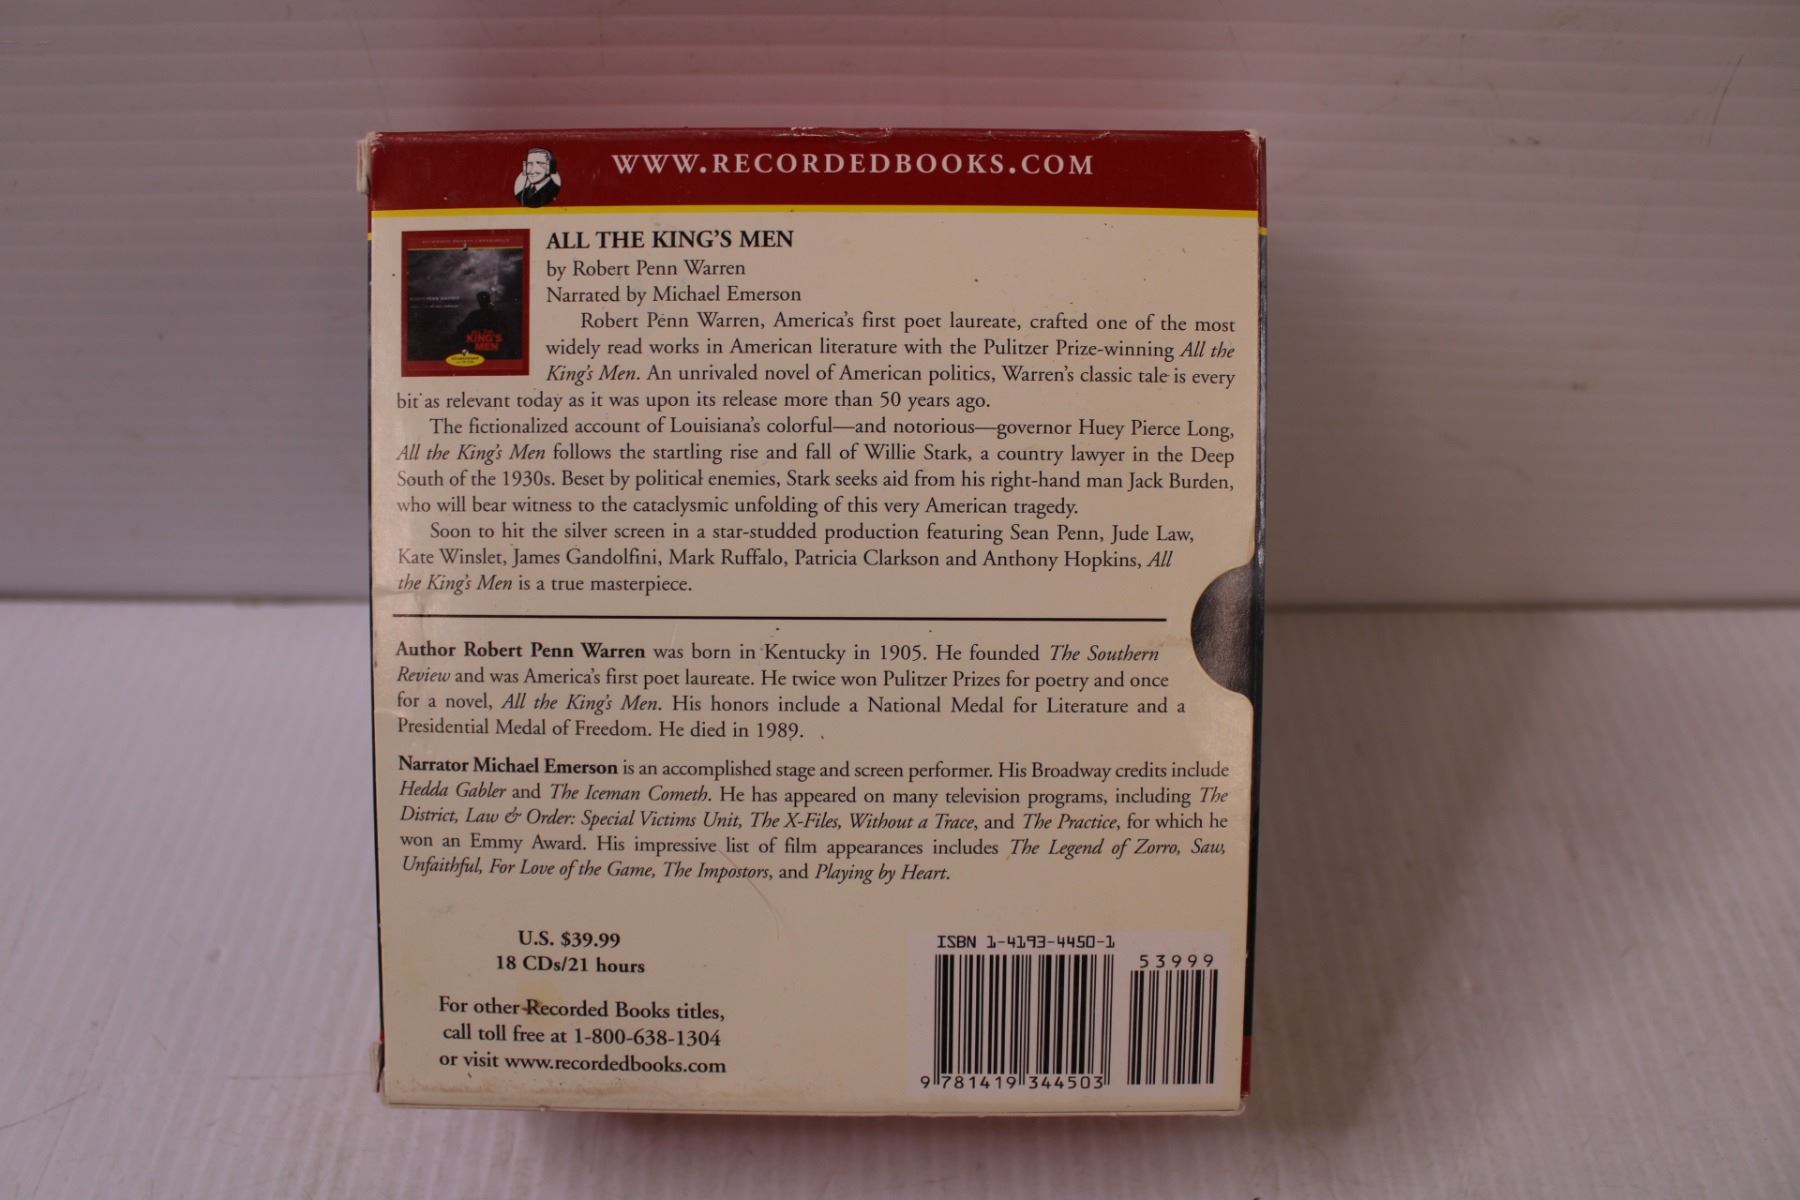 WWW.RECORDEDBOOKS.COM
ALL THE KING'S MEN
by Robert Penn Warren
Narrated by Michael Emerson
Robert Penn Warren, America's first poet laureate, crafted one of the most
widely read works in American literature with the Pulitzer Prize-winning All the
King's Men. An unrivaled novel of American politics, Warren's classic tale is every
bit as relevant today as it was upon its release more than 50 years ago.
The fictionalized account of Louisiana's colorful—and notorious—governor Huey Pierce Long,
All the King's Men follows the startling rise and fall of Willie Stark, a country lawyer in the Deep
South of the 1930s. Beset by political enemies, Stark seeks aid from his right-hand man Jack Burden,
who will bear witness to the cataclysmic unfolding of this very American tragedy.
Soon to hit the silver screen in a star-studded production featuring Sean Penn, Jude Law,
Kate Winslet, James Gandolfini, Mark Ruffalo, Patricia Clarkson and Anthony Hopkins, All
the King's Men is a true masterpiece.
ALL THE
KING'S
MEN
Author Robert Penn Warren was born in Kentucky in 1905. He founded The Southern
Review and was America's first poet laureate. He twice won Pulitzer Prizes for poetry and once
for a novel, All the King's Men. His honors include a National Medal for Literature and a
Presidential Medal of Freedom. He died in 1989.
Narrator Michael Emerson is an accomplished stage and screen performer. His Broadway credits include
Hedda Gabler and The Iceman Cometh. He has appeared on many television programs, including The
District, Law & Order: Special Victims Unit, The X-Files, Without a Trace, and The Practice, for which he
won an Emmy Award. His impressive list of film appearances includes The Legend of Zorro, Saw,
Unfaithful, For Love of the Game, The Impostors, and Playing by Heart.
U.S. $39.99
18 CDs/21 hours
For other Recorded Books titles,
call toll free at 1-800-638-1304
or visit www.recordedbooks.com
ISBN 1-4193-4450-1
53999
9 781419 344503